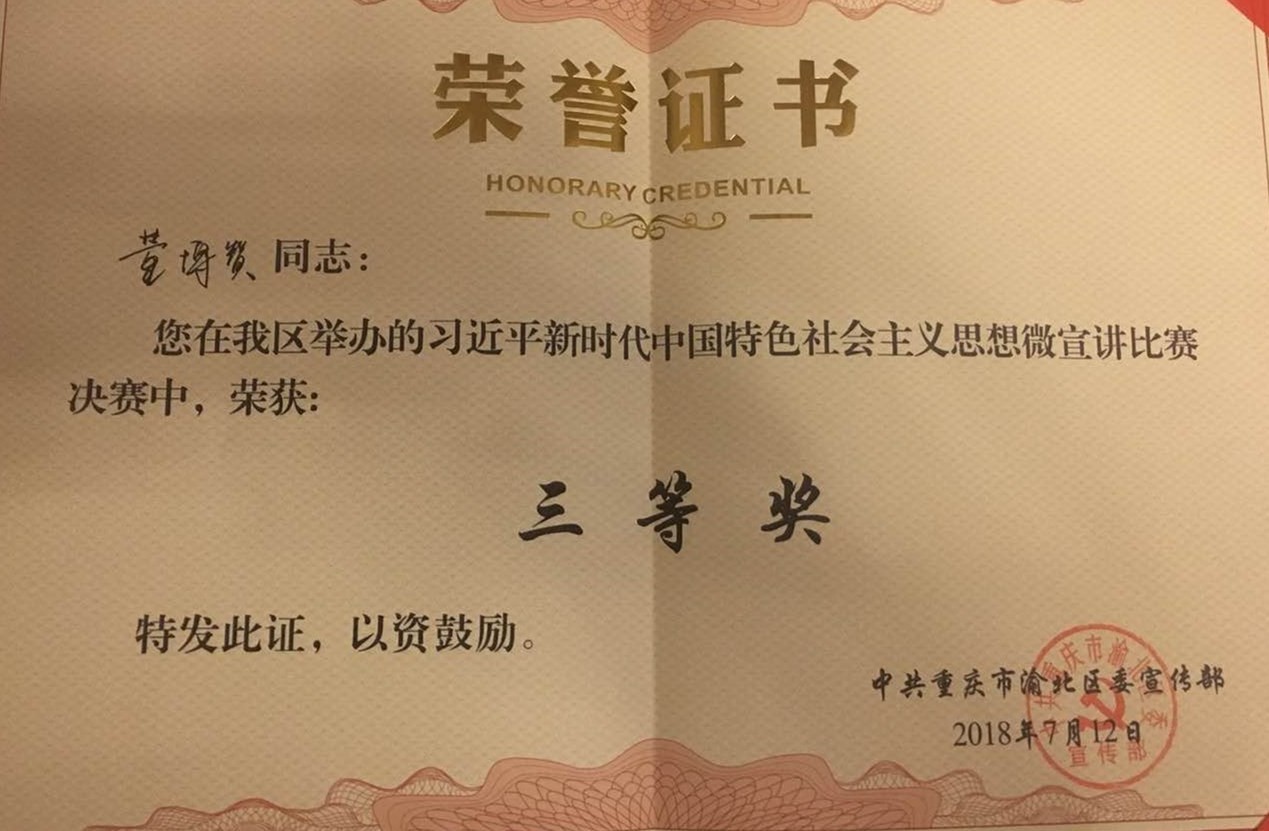 荣誉证书
HONORARY CREDENTIAL
同志：
您在我区举办的习近平新时代中国特色社会主义思想微宣讲比赛
决赛中，荣获：
三等奖
特发此证，以资鼓励。
中共重庆市渝北区委宣传部
2018年7月12日